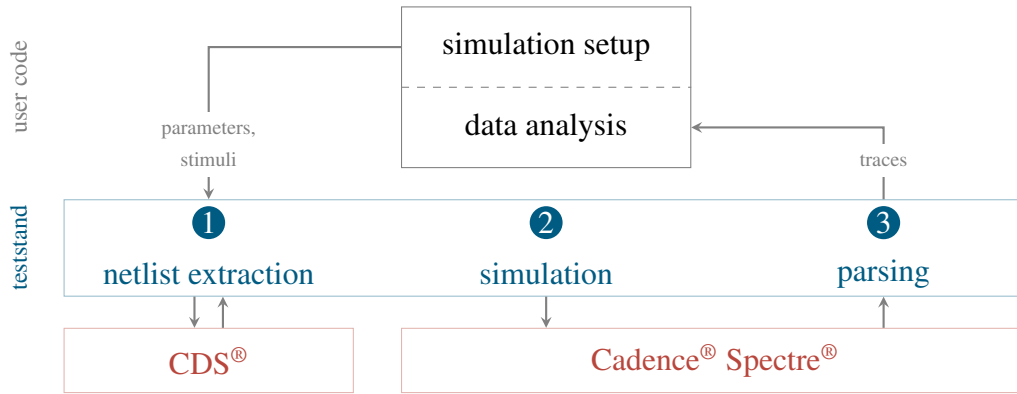 user code
simulation setup
data analysis
parameters,
stimuli
traces
teststand
1
2
3
netlist extraction
simulation
parsing
CDS®
Cadence® Spectre®